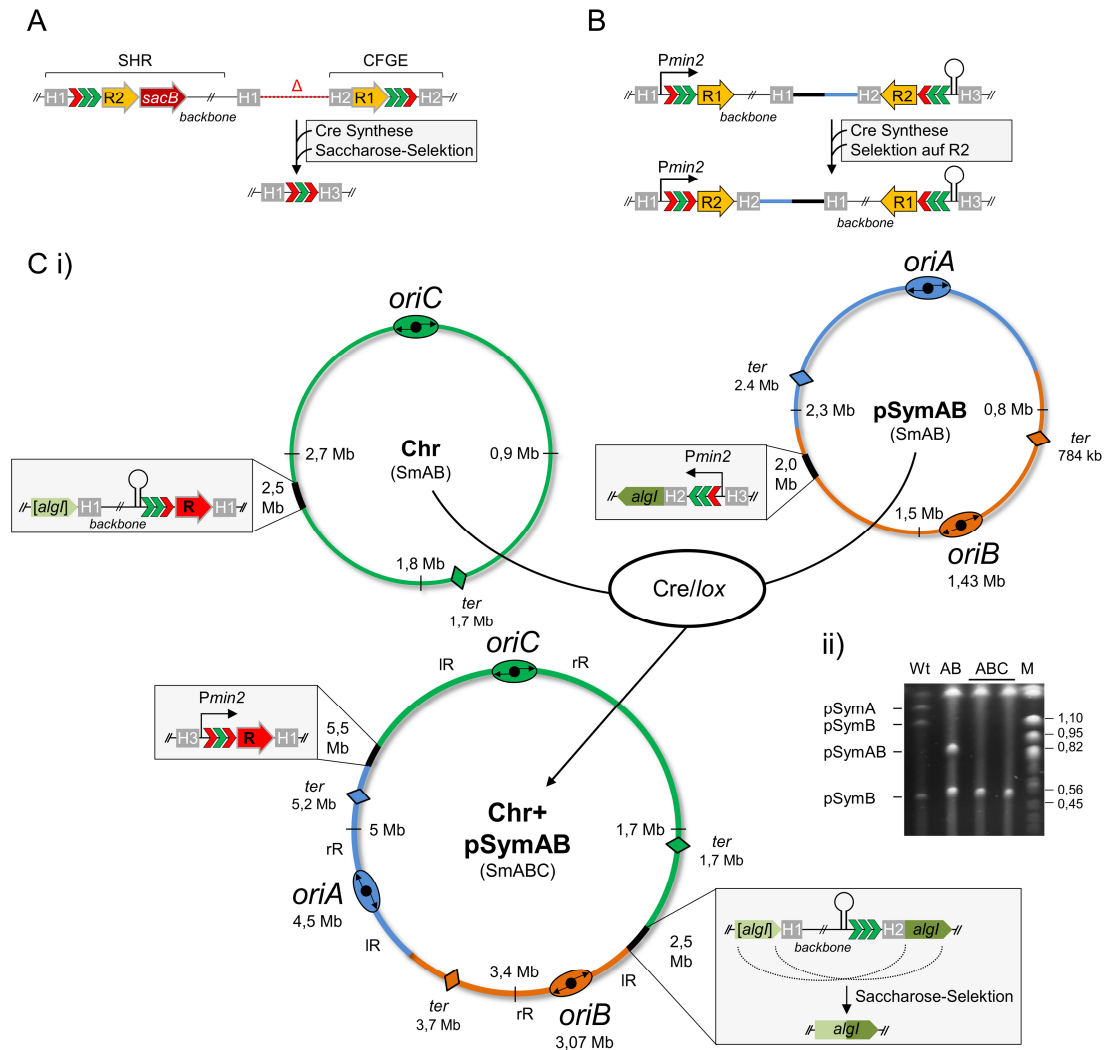 A
SHR
CFGE
H1 R2 sacB H1 Δ H2 R1 H2
backbone
Cre Synthese
Saccharose-Selektion
H1 H3
B
Pmin2
H1 R1 H1 H2 R2 H3
backbone
Cre Synthese
Selektion auf R2
Pmin2
H1 R2 H2 H1 R1 H3
backbone
C i)
oriC
2,7 Mb
Chr
(SmAB)
0,9 Mb
2,5
Mb
[algI] H1 R H1
backbone
1,8 Mb
ter
1,7 Mb
oriA
ter
2.4 Mb
2,3 Mb
pSymAB
(SmAB)
0,8 Mb
ter
784 kb
2,0
Mb
Pmin2
algI H2 H3
1,5 Mb
oriB
1,43 Mb
Cre/lox
oriC
lR
rR
Pmin2
H3 R H1
5,5
Mb
ter
5,2 Mb
5 Mb
rR
Chr+
pSymAB
(SmABC)
1,7 Mb
ter
1,7 Mb
oriA
4,5 Mb
lR
2,5
Mb
lR
3,4 Mb
ter
3,7 Mb
rR
oriB
3,07 Mb
ii)
Wt AB ABC M
pSymA
pSymB
pSymAB
pSymB
1,10
0,95
0,82
0,56
0,45
[algI] H1 H2 algI
backbone
Saccharose-Selektion
algI